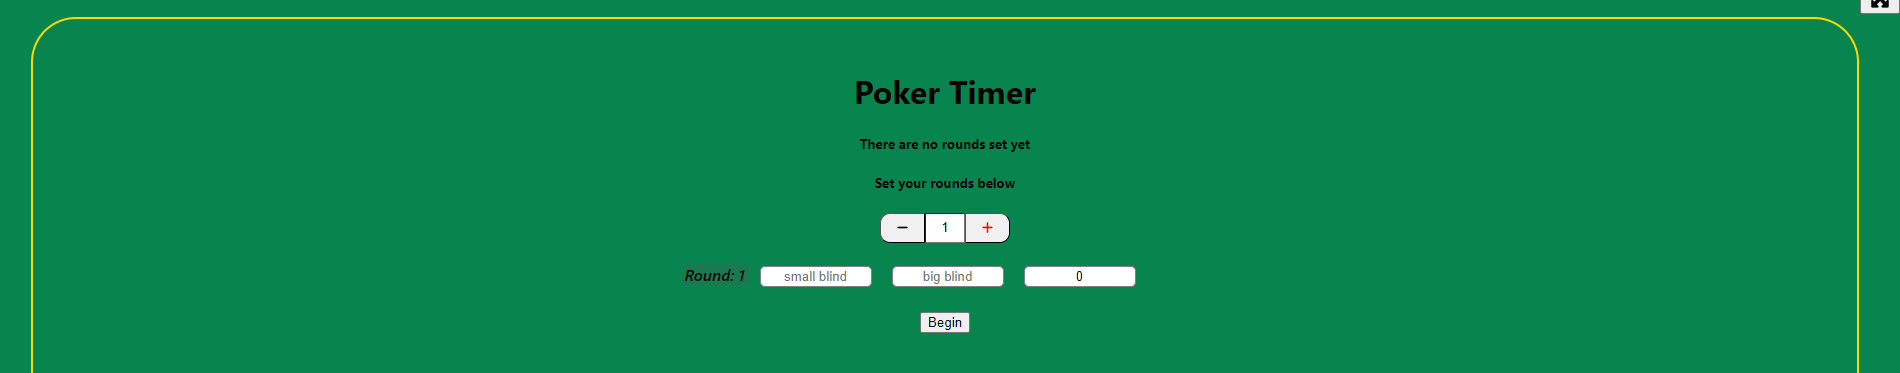 Poker Timer
There are no rounds set yet
Set your rounds below
− 1 +
Round: 1 small blind big blind 0
Begin